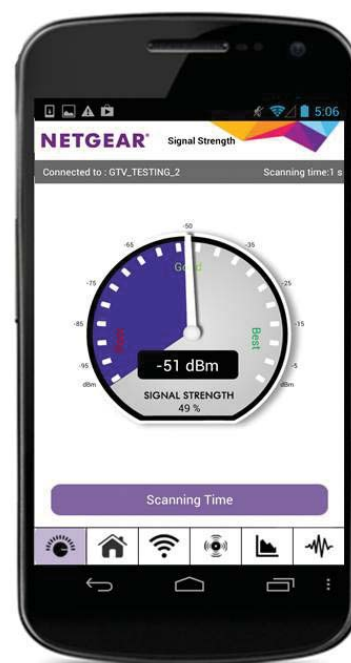 5:06
NETGEAR® Signal Strength
Connected to : GTV_TESTING_2 Scanning time:1 s
-50
-65 -35
Good
-75 -25
-85 -15
Best
-95 -5
dBm dBm
-51 dBm
SIGNAL STRENGTH
49 %
Scanning Time